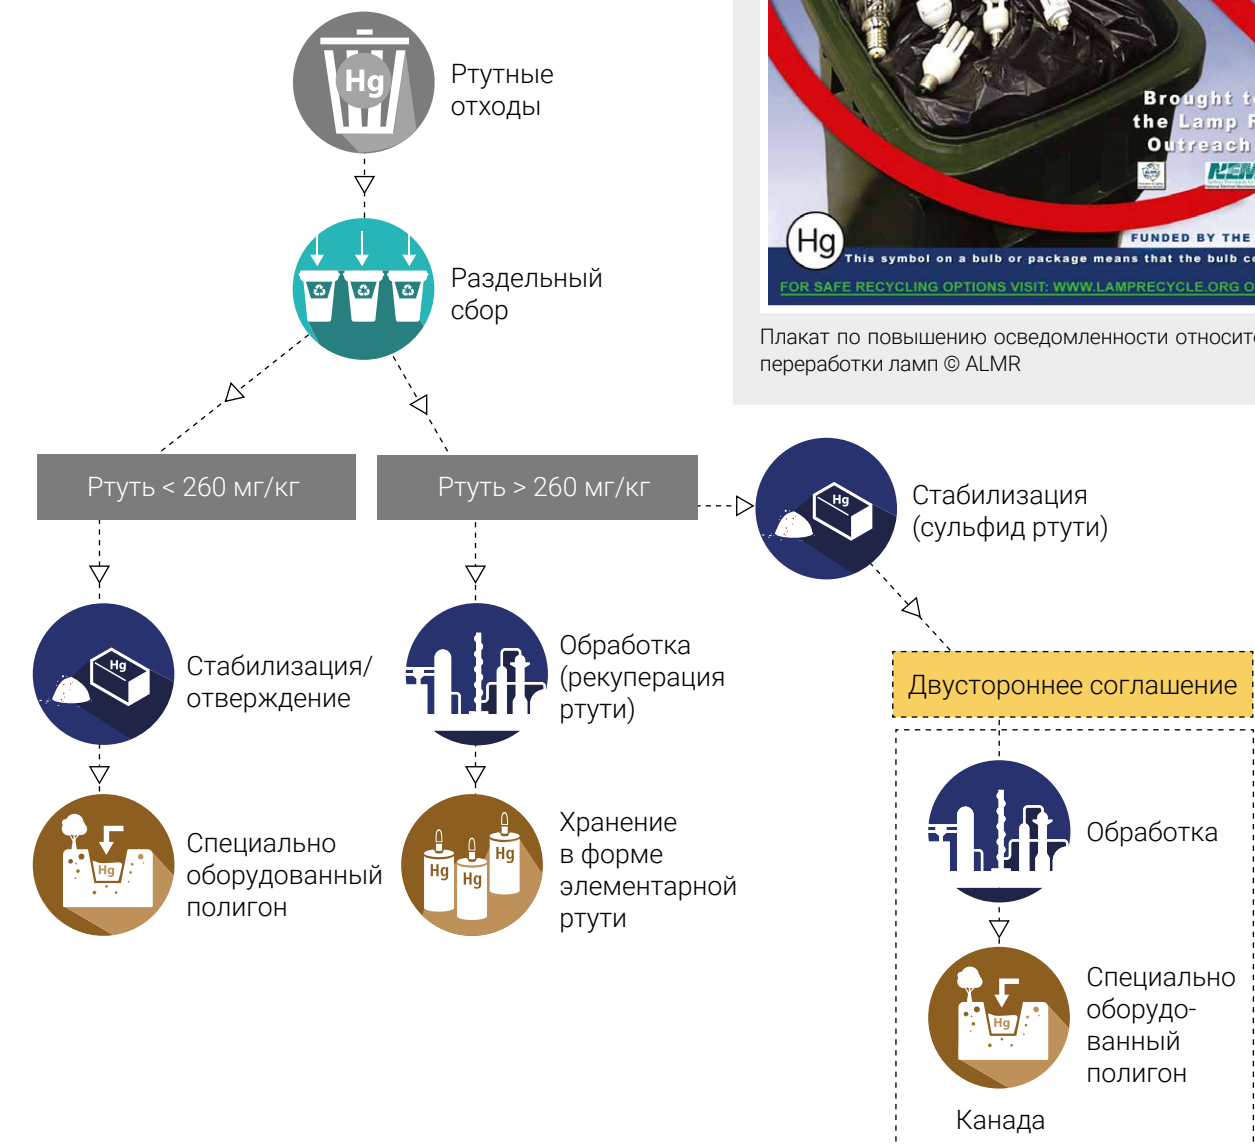 Hg
Ртутные
отходы
Раздельный
сбор
Brought
the Lamp
Outreach
Hg
FUNDED BY THE
This symbol on a bulb or package means that the bulb
FOR SAFE RECYCLING OPTIONS VISIT: WWW.LAMPRECYCLE.ORG
Плакат по повышению осведомленности
переработки ламп © ALMR
Ртуть < 260 мг/кг
Ртуть > 260 мг/кг
Hg
Стабилизация
(сульфид ртути)
Hg
Стабилизация/
отверждение
Обработка
(рекуперация
ртути)
Двустороннее соглашение
Hg
Специально
оборудованный
полигон
Hg
Hg
Hg
Хранение
в форме
элементарной
ртути
Обработка
Hg
Специально
оборудо-
ванный
полигон
Канада